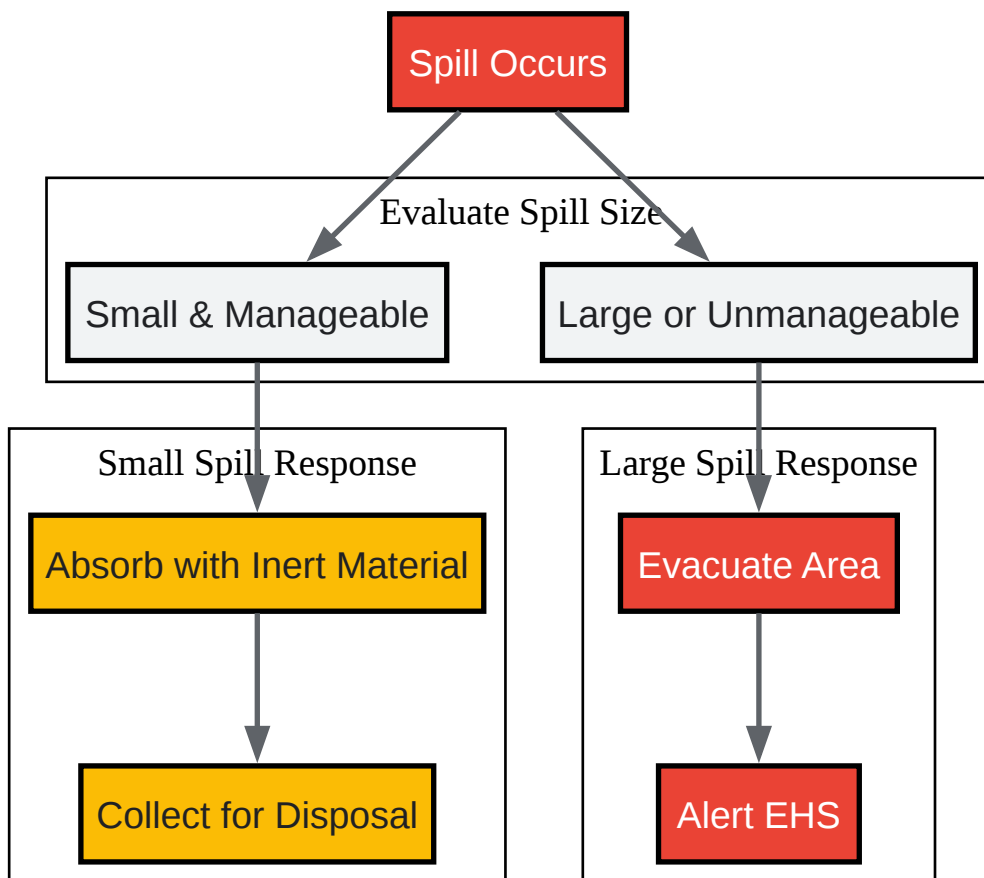 Spill Occurs
Evaluate Spill Size
Small & Manageable
Large or Unmanageable
Small Spill Response
Large Spill Response
Absorb with Inert Material
Evacuate Area
Collect for Disposal
Alert EHS